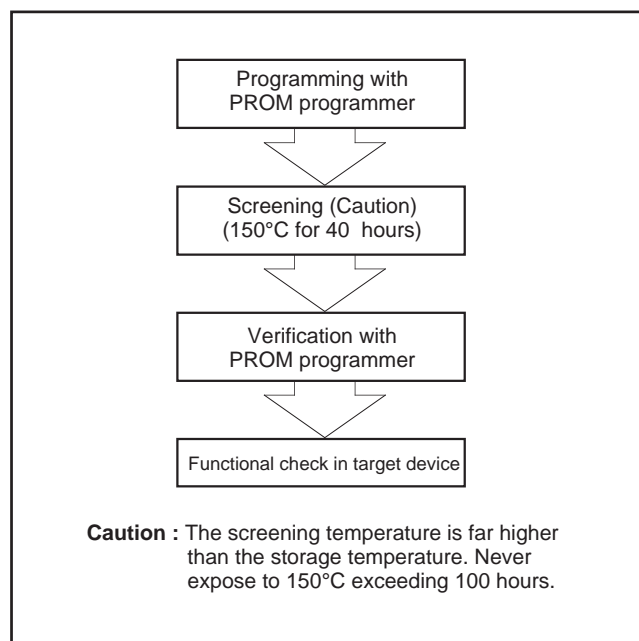 Programming with
PROM programmer
Screening (Caution)
(150°C for 40 hours)
Verification with
PROM programmer
Functional check in target device
Caution : The screening temperature is far higher
than the storage temperature. Never
expose to 150°C exceeding 100 hours.